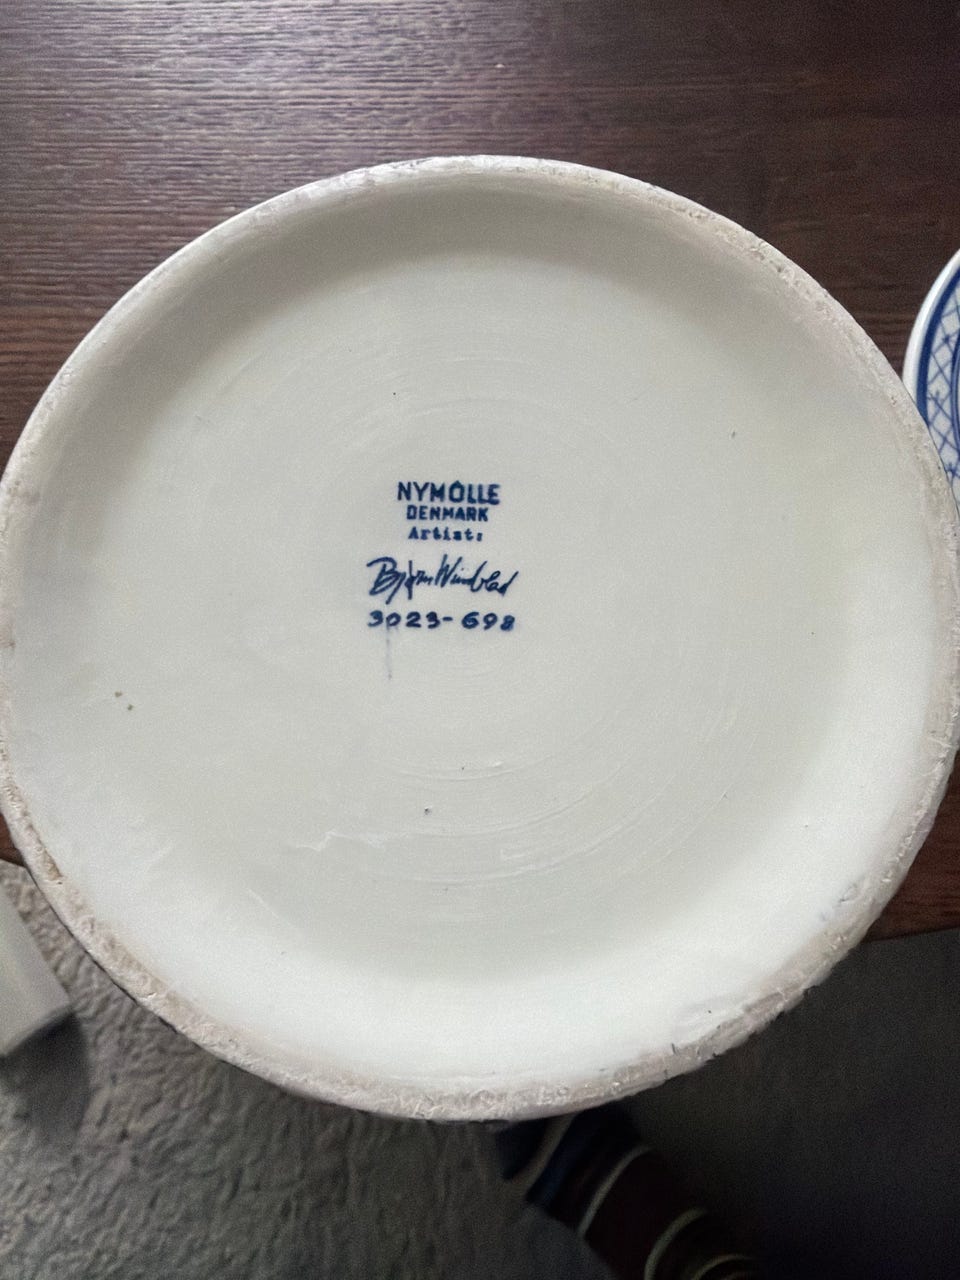 NYMÖLLE
DENMARK
Artist:
Bjørn Wiinblad
3023-698